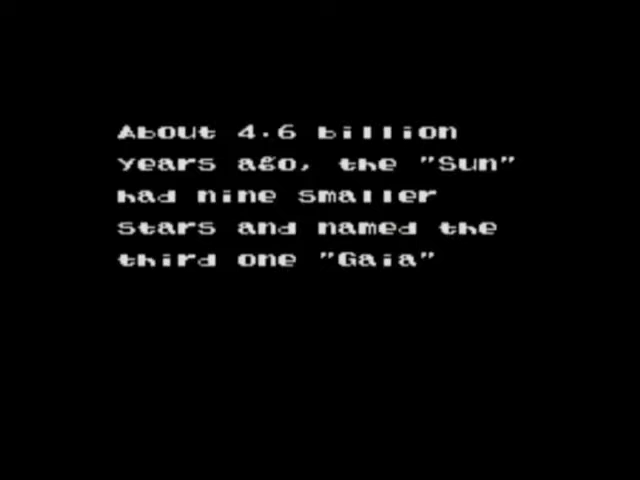 About 4.6 billion
years ago, the "Sun"
had nine smaller
stars and named the
third one "Gaia"